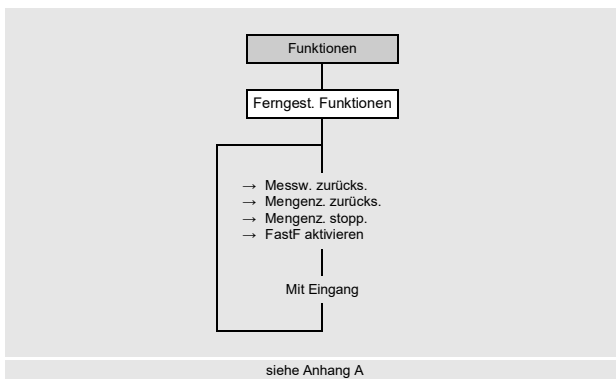 Funktionen
Ferngest. Funktionen
→ Messw. zurücks.
→ Mengenz. zurücks.
→ Mengenz. stopp.
→ FastF aktivieren
Mit Eingang
siehe Anhang A